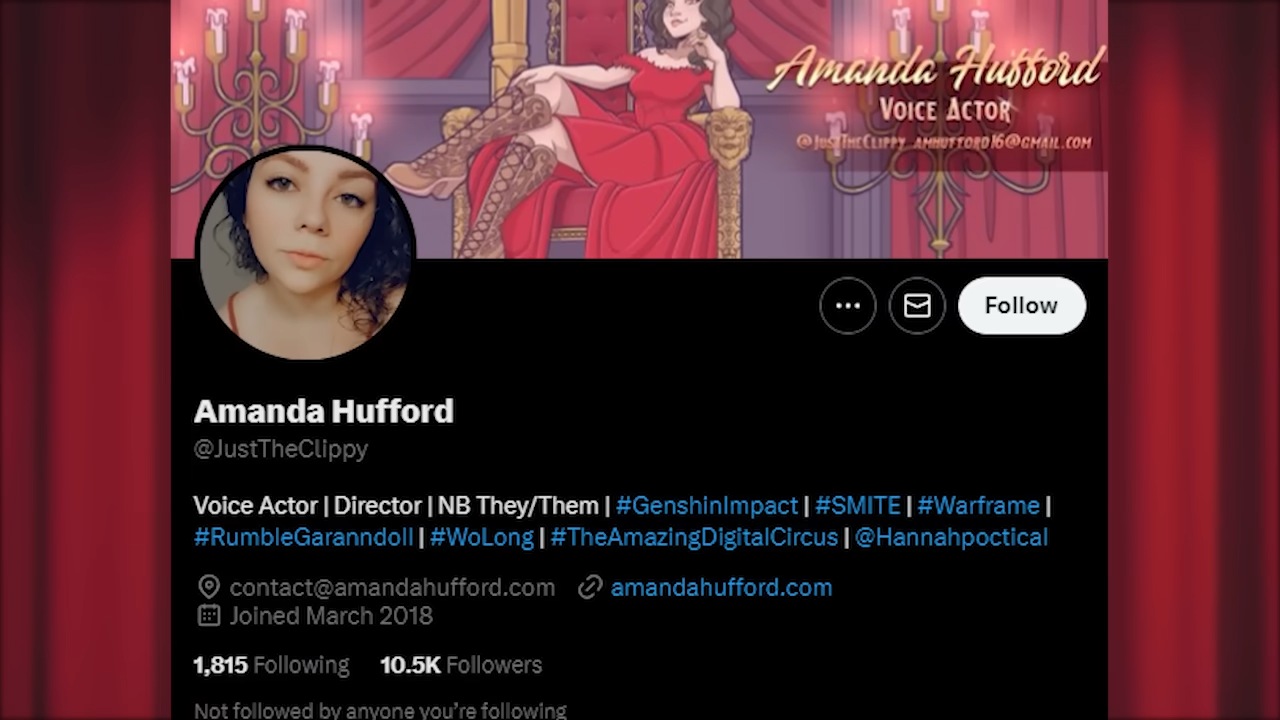 Amanda Hufford
VOICE ACTOR
@JUSTTHECLIPPY AMHUFFORD16@GMAIL.COM
Follow
Amanda Hufford
@JustTheClippy
Voice Actor | Director | NB They/Them | #GenshinImpact | #SMITE | #Warframe |
#RumbleGaranndoll | #WoLong | #TheAmazingDigitalCircus | @Hannahpoctical
contact@amandahufford.com amandahufford.com
Joined March 2018
1,815 Following 10.5K Followers
Not followed by anyone you're following